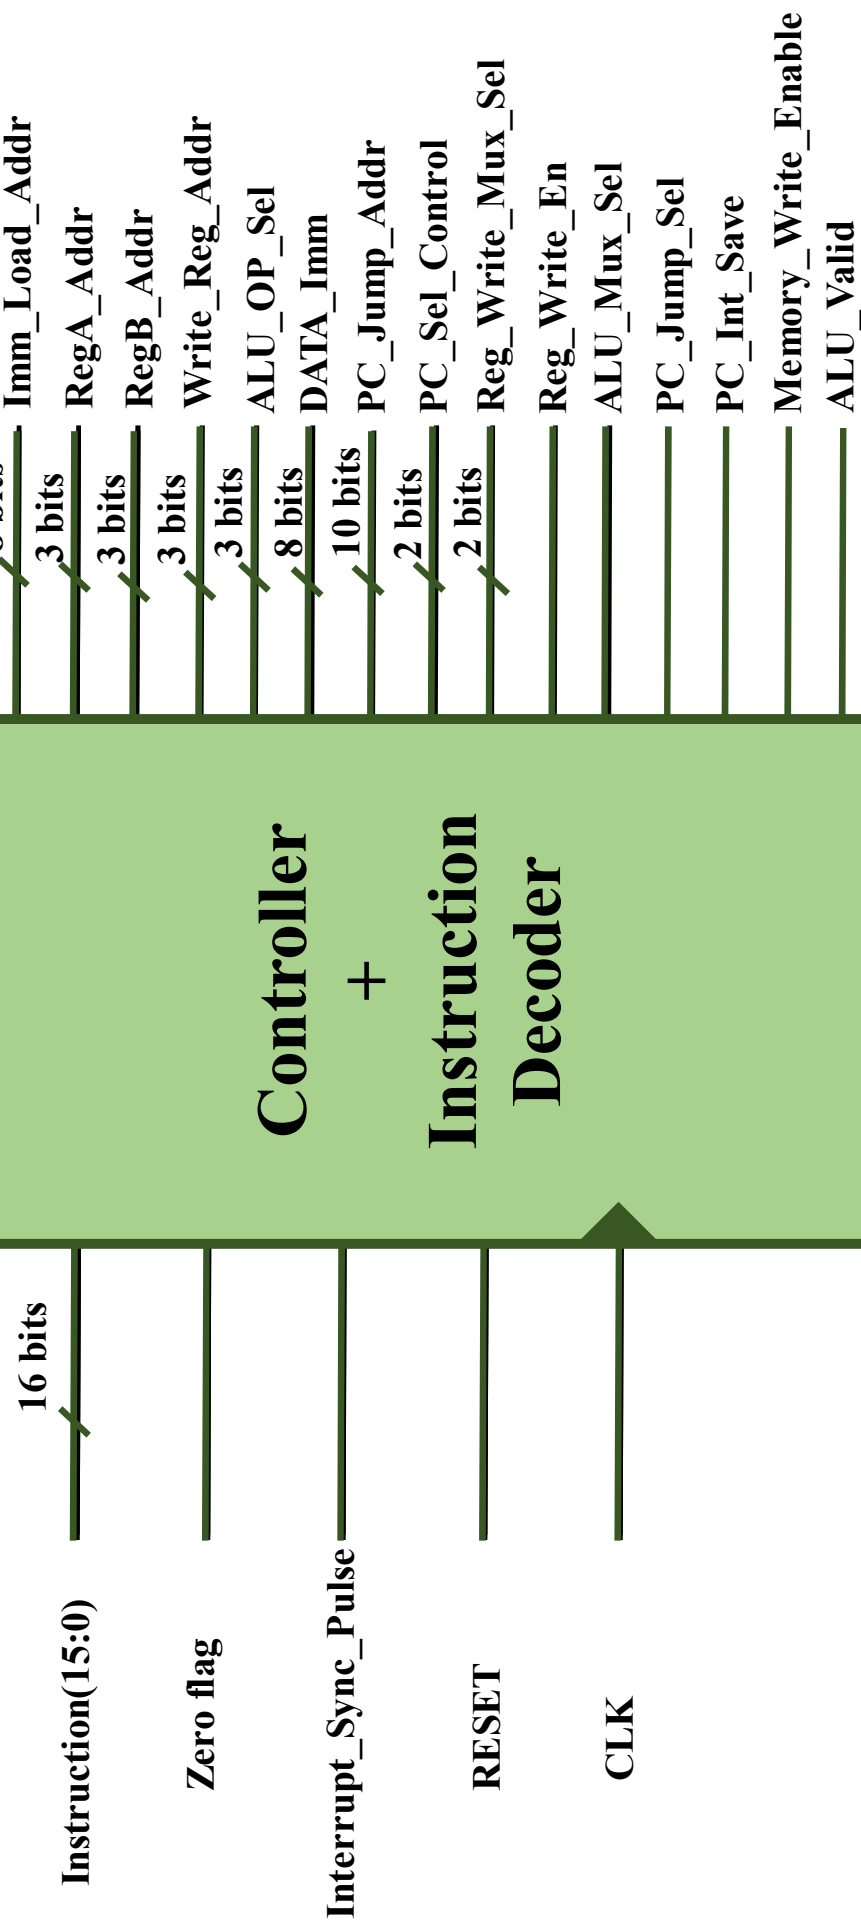 Imm_Load_Addr
3 bits
RegA_Addr
3 bits
RegB_Addr
3 bits
Write_Reg_Addr
3 bits
ALU_OP_Sel
8 bits
DATA_Imm
10 bits
PC_Jump_Addr
2 bits
PC_Sel_Control
2 bits
Reg_Write_Mux_Sel
Reg_Write_En
ALU_Mux_Sel
PC_Jump_Sel
PC_Int_Save
Memory_Write_Enable
ALU_Valid
Controller
+
Instruction
Decoder
16 bits
Instruction(15:0)
Zero flag
Interrupt_Sync_Pulse
RESET
CLK